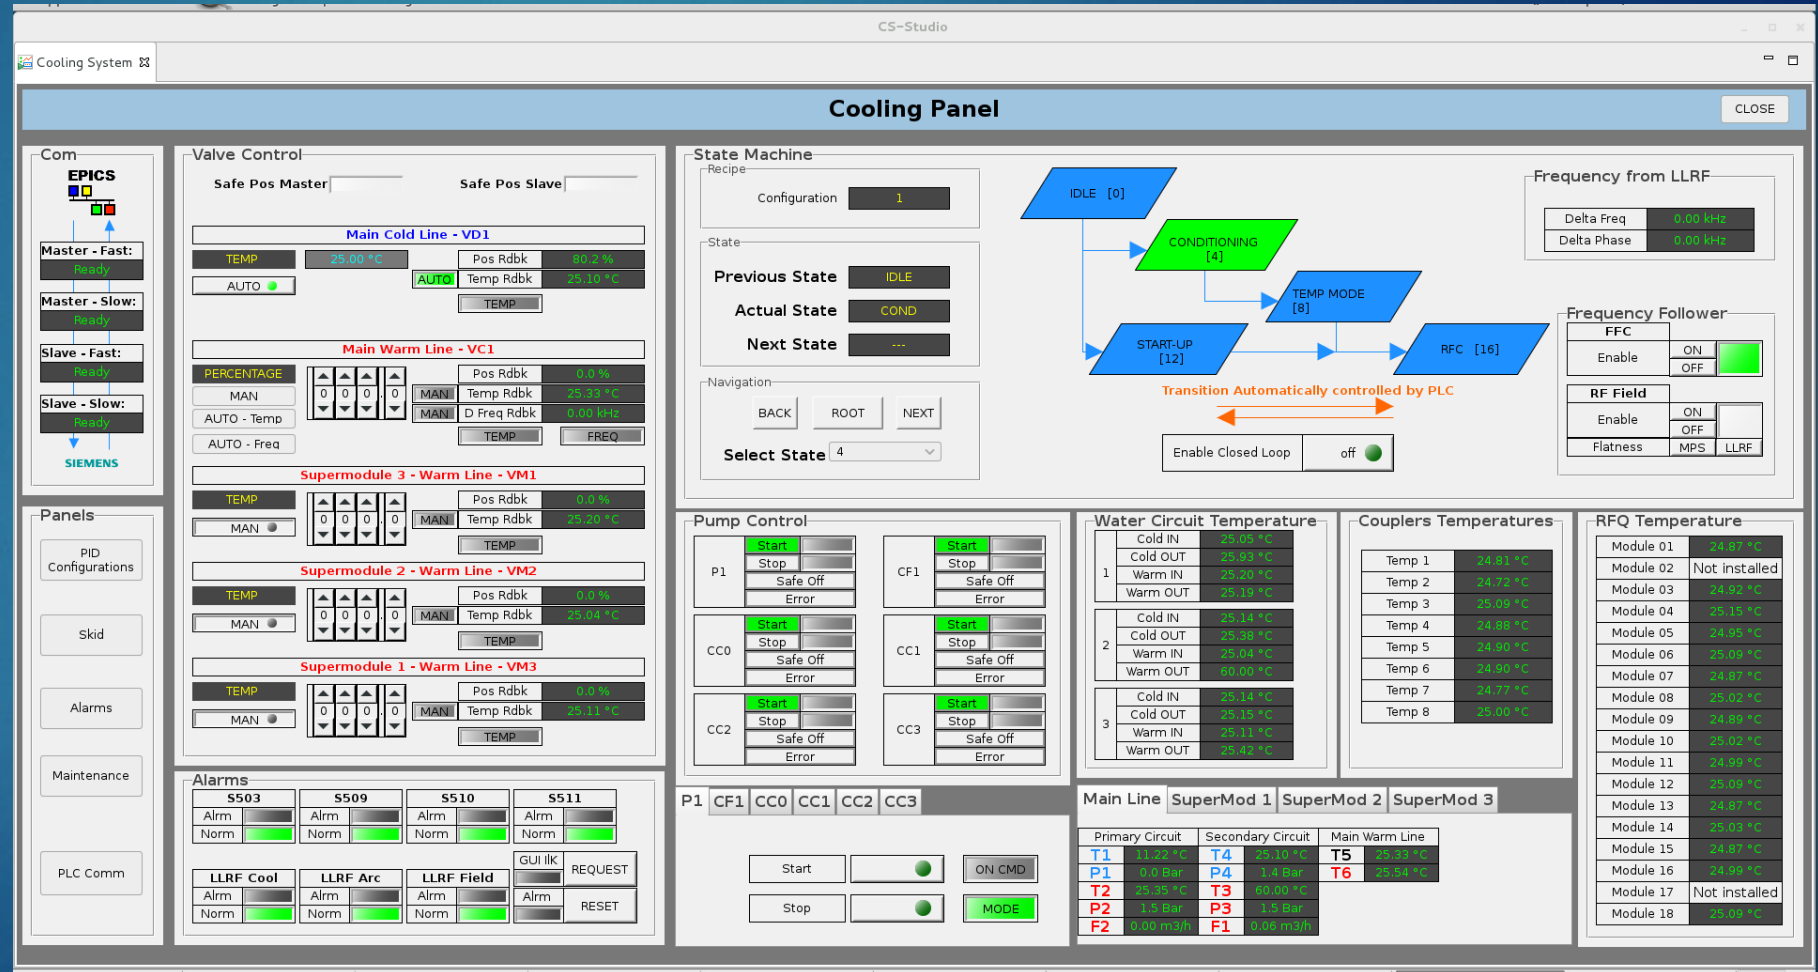 CS-Studio
Cooling System
Cooling Panel
CLOSE
Com
EPICS
Master - Fast:
Ready
Master - Slow:
Ready
Slave - Fast:
Ready
Slave - Slow:
Ready
SIEMENS
Panels
PID
Configurations
Skid
Alarms
Maintenance
PLC Comm
Valve Control
Safe Pos Master
Safe Pos Slave
Main Cold Line - VD1
TEMP 25.00 °C Pos Rdbk 80.2 %
AUTO AUTO Temp Rdbk 25.10 °C
TEMP
Main Warm Line - VC1
PERCENTAGE Pos Rdbk 0.0 %
MAN 0 0 0 . 0 MAN Temp Rdbk 25.33 °C
AUTO - Temp MAN D Freq Rdbk 0.00 kHz
AUTO - Freq TEMP FREQ
Supermodule 3 - Warm Line - VM1
TEMP Pos Rdbk 0.0 %
MAN 0 0 0 . 0 MAN Temp Rdbk 25.20 °C
TEMP
Supermodule 2 - Warm Line - VM2
TEMP Pos Rdbk 0.0 %
MAN 0 0 0 . 0 MAN Temp Rdbk 25.04 °C
TEMP
Supermodule 1 - Warm Line - VM3
TEMP Pos Rdbk 0.0 %
MAN 0 0 0 . 0 MAN Temp Rdbk 25.11 °C
TEMP
Alarms
S503 S509 S510 S511
Alrm Alrm Alrm Alrm
Norm Norm Norm Norm
LLRF Cool LLRF Arc LLRF Field
Alrm Alrm Alrm
Norm Norm Norm
GUI IlK REQUEST
Alrm RESET
State Machine
Recipe
Configuration 1
State
Previous State IDLE
Actual State COND
Next State ---
Navigation
BACK ROOT NEXT
Select State 4
IDLE [0]
CONDITIONING
[4]
TEMP MODE
[8]
START-UP
[12]
RFC [16]
Transition Automatically controlled by PLC
Enable Closed Loop off
Frequency from LLRF
Delta Freq 0.00 kHz
Delta Phase 0.00 kHz
Frequency Follower
FFC
Enable ON
OFF
RF Field
Enable ON
OFF
Flatness MPS LLRF
Pump Control
P1 Start
Stop
Safe Off
Error
CF1 Start
Stop
Safe Off
Error
CC0 Start
Stop
Safe Off
Error
CC1 Start
Stop
Safe Off
Error
CC2 Start
Stop
Safe Off
Error
CC3 Start
Stop
Safe Off
Error
P1 CF1 CC0 CC1 CC2 CC3
Start ON CMD
Stop MODE
Water Circuit Temperature
1
Cold IN 25.05 °C
Cold OUT 25.93 °C
Warm IN 25.20 °C
Warm OUT 25.19 °C
2
Cold IN 25.14 °C
Cold OUT 25.38 °C
Warm IN 25.04 °C
Warm OUT 60.00 °C
3
Cold IN 25.14 °C
Cold OUT 25.15 °C
Warm IN 25.11 °C
Warm OUT 25.42 °C
Couplers Temperatures
Temp 1 24.81 °C
Temp 2 24.72 °C
Temp 3 25.09 °C
Temp 4 24.88 °C
Temp 5 24.90 °C
Temp 6 24.90 °C
Temp 7 24.77 °C
Temp 8 25.00 °C
Main Line SuperMod 1 SuperMod 2 SuperMod 3
Primary Circuit Secondary Circuit Main Warm Line
T1 11.22 °C T4 25.10 °C T5 25.33 °C
P1 0.0 Bar P4 1.4 Bar T6 25.54 °C
T2 25.35 °C T3 60.00 °C
P2 1.5 Bar P3 1.5 Bar
F2 0.00 m3/h F1 0.06 m3/h
RFQ Temperature
Module 01 24.87 °C
Module 02 Not installed
Module 03 24.92 °C
Module 04 25.15 °C
Module 05 24.95 °C
Module 06 25.09 °C
Module 07 24.87 °C
Module 08 25.02 °C
Module 09 24.89 °C
Module 10 25.02 °C
Module 11 24.99 °C
Module 12 25.09 °C
Module 13 24.87 °C
Module 14 25.03 °C
Module 15 24.87 °C
Module 16 24.99 °C
Module 17 Not installed
Module 18 25.09 °C